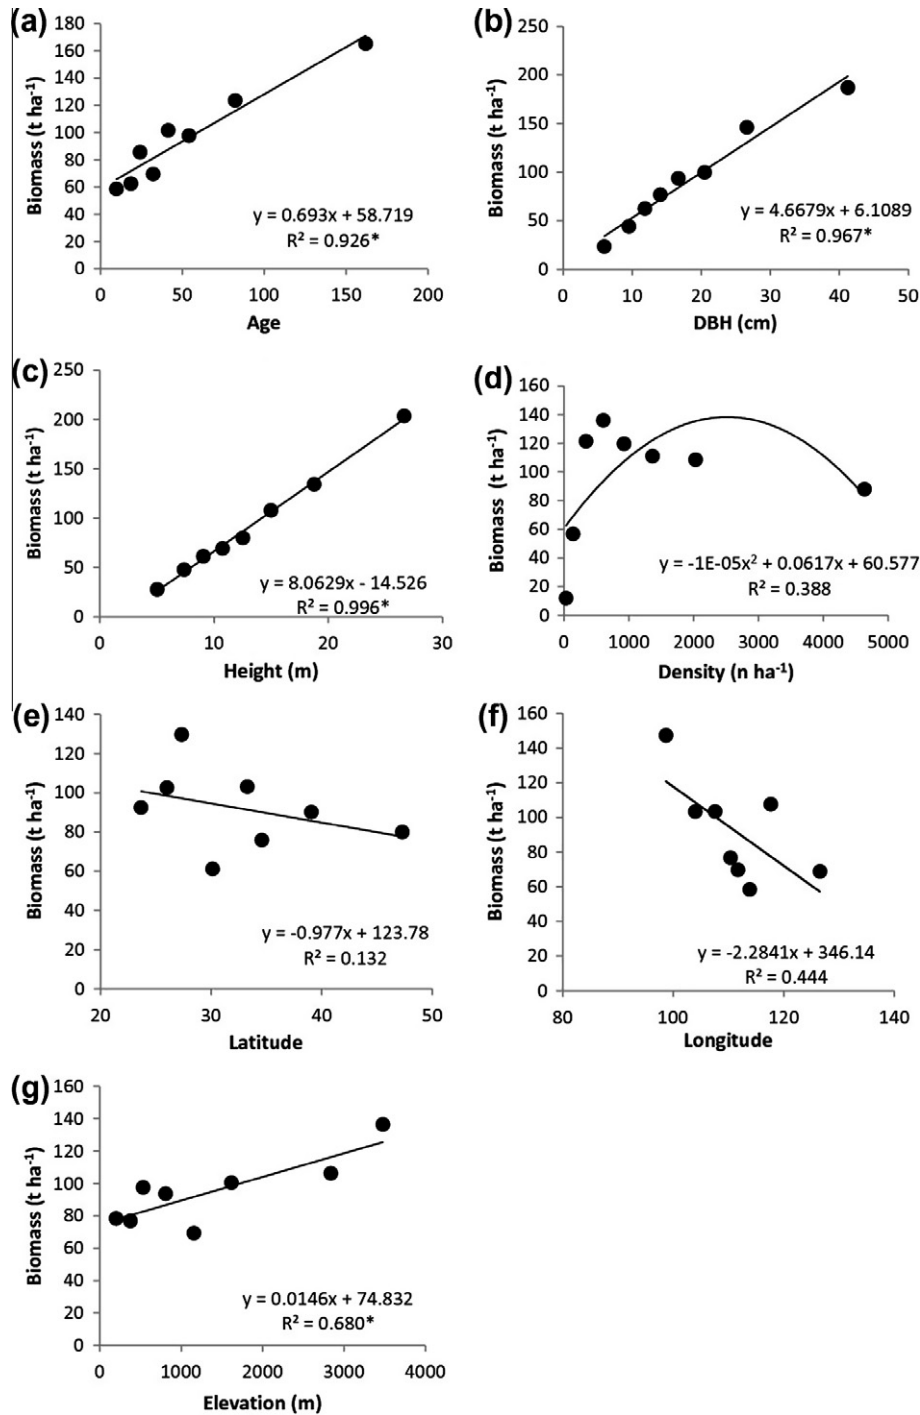 (a)
180
160
140
120
100
80
60
40
20
0
Biomass (t ha⁻¹)
y = 0.693x + 58.719
R² = 0.926*
0 50 100 150 200
Age
(b)
250
200
150
100
50
0
Biomass (t ha⁻¹)
y = 4.6679x + 6.1089
R² = 0.967*
0 10 20 30 40 50
DBH (cm)
(c)
250
200
150
100
50
0
Biomass (t ha⁻¹)
y = 8.0629x - 14.526
R² = 0.996*
0 10 20 30
Height (m)
(d)
160
140
120
100
80
60
40
20
0
Biomass (t ha⁻¹)
y = -1E-05x² + 0.0617x + 60.577
R² = 0.388
0 1000 2000 3000 4000 5000
Density (n ha⁻¹)
(e)
140
120
100
80
60
40
20
0
Biomass (t ha⁻¹)
y = -0.977x + 123.78
R² = 0.132
20 30 40 50
Latitude
(f)
160
140
120
100
80
60
40
20
0
Biomass (t ha⁻¹)
y = -2.2841x + 346.14
R² = 0.444
80 100 120 140
Longitude
(g)
160
140
120
100
80
60
40
20
0
Biomass (t ha⁻¹)
y = 0.0146x + 74.832
R² = 0.680*
0 1000 2000 3000 4000
Elevation (m)